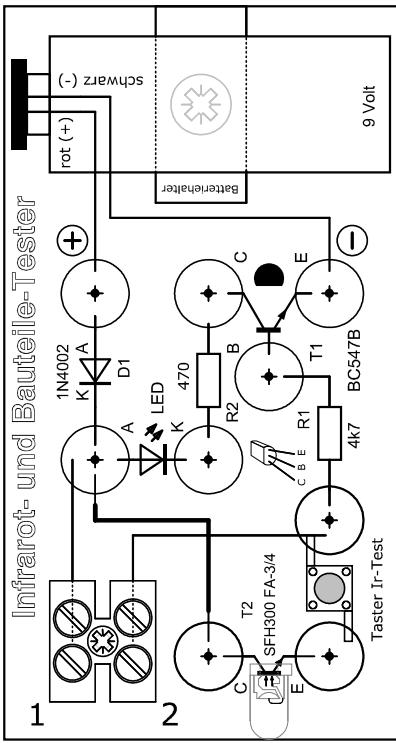 schwarz (-)
rot (+)
9 Volt
Batteriehalter
Infrarot- und Bauteile-Tester
+
-
C
E
B
T1
BC547B
1N4002
A
K
D1
470
R2
LED
A
K
R1
4k7
E
B
C
Taster Ir-Test
T2
SFH300 FA-3/4
C
E
1
2